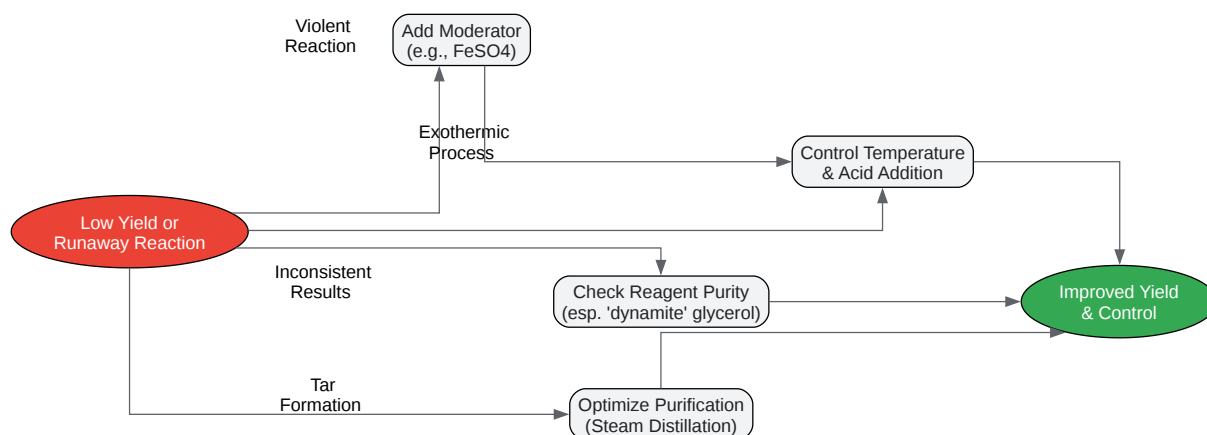 Violent
Reaction
Add Moderator
(e.g., FeSO4)
Exothermic
Process
Control Temperature
& Acid Addition
Low Yield or
Runaway Reaction
Inconsistent
Results
Check Reagent Purity
(esp. 'dynamite' glycerol)
Improved Yield
& Control
Tar
Formation
Optimize Purification
(Steam Distillation)